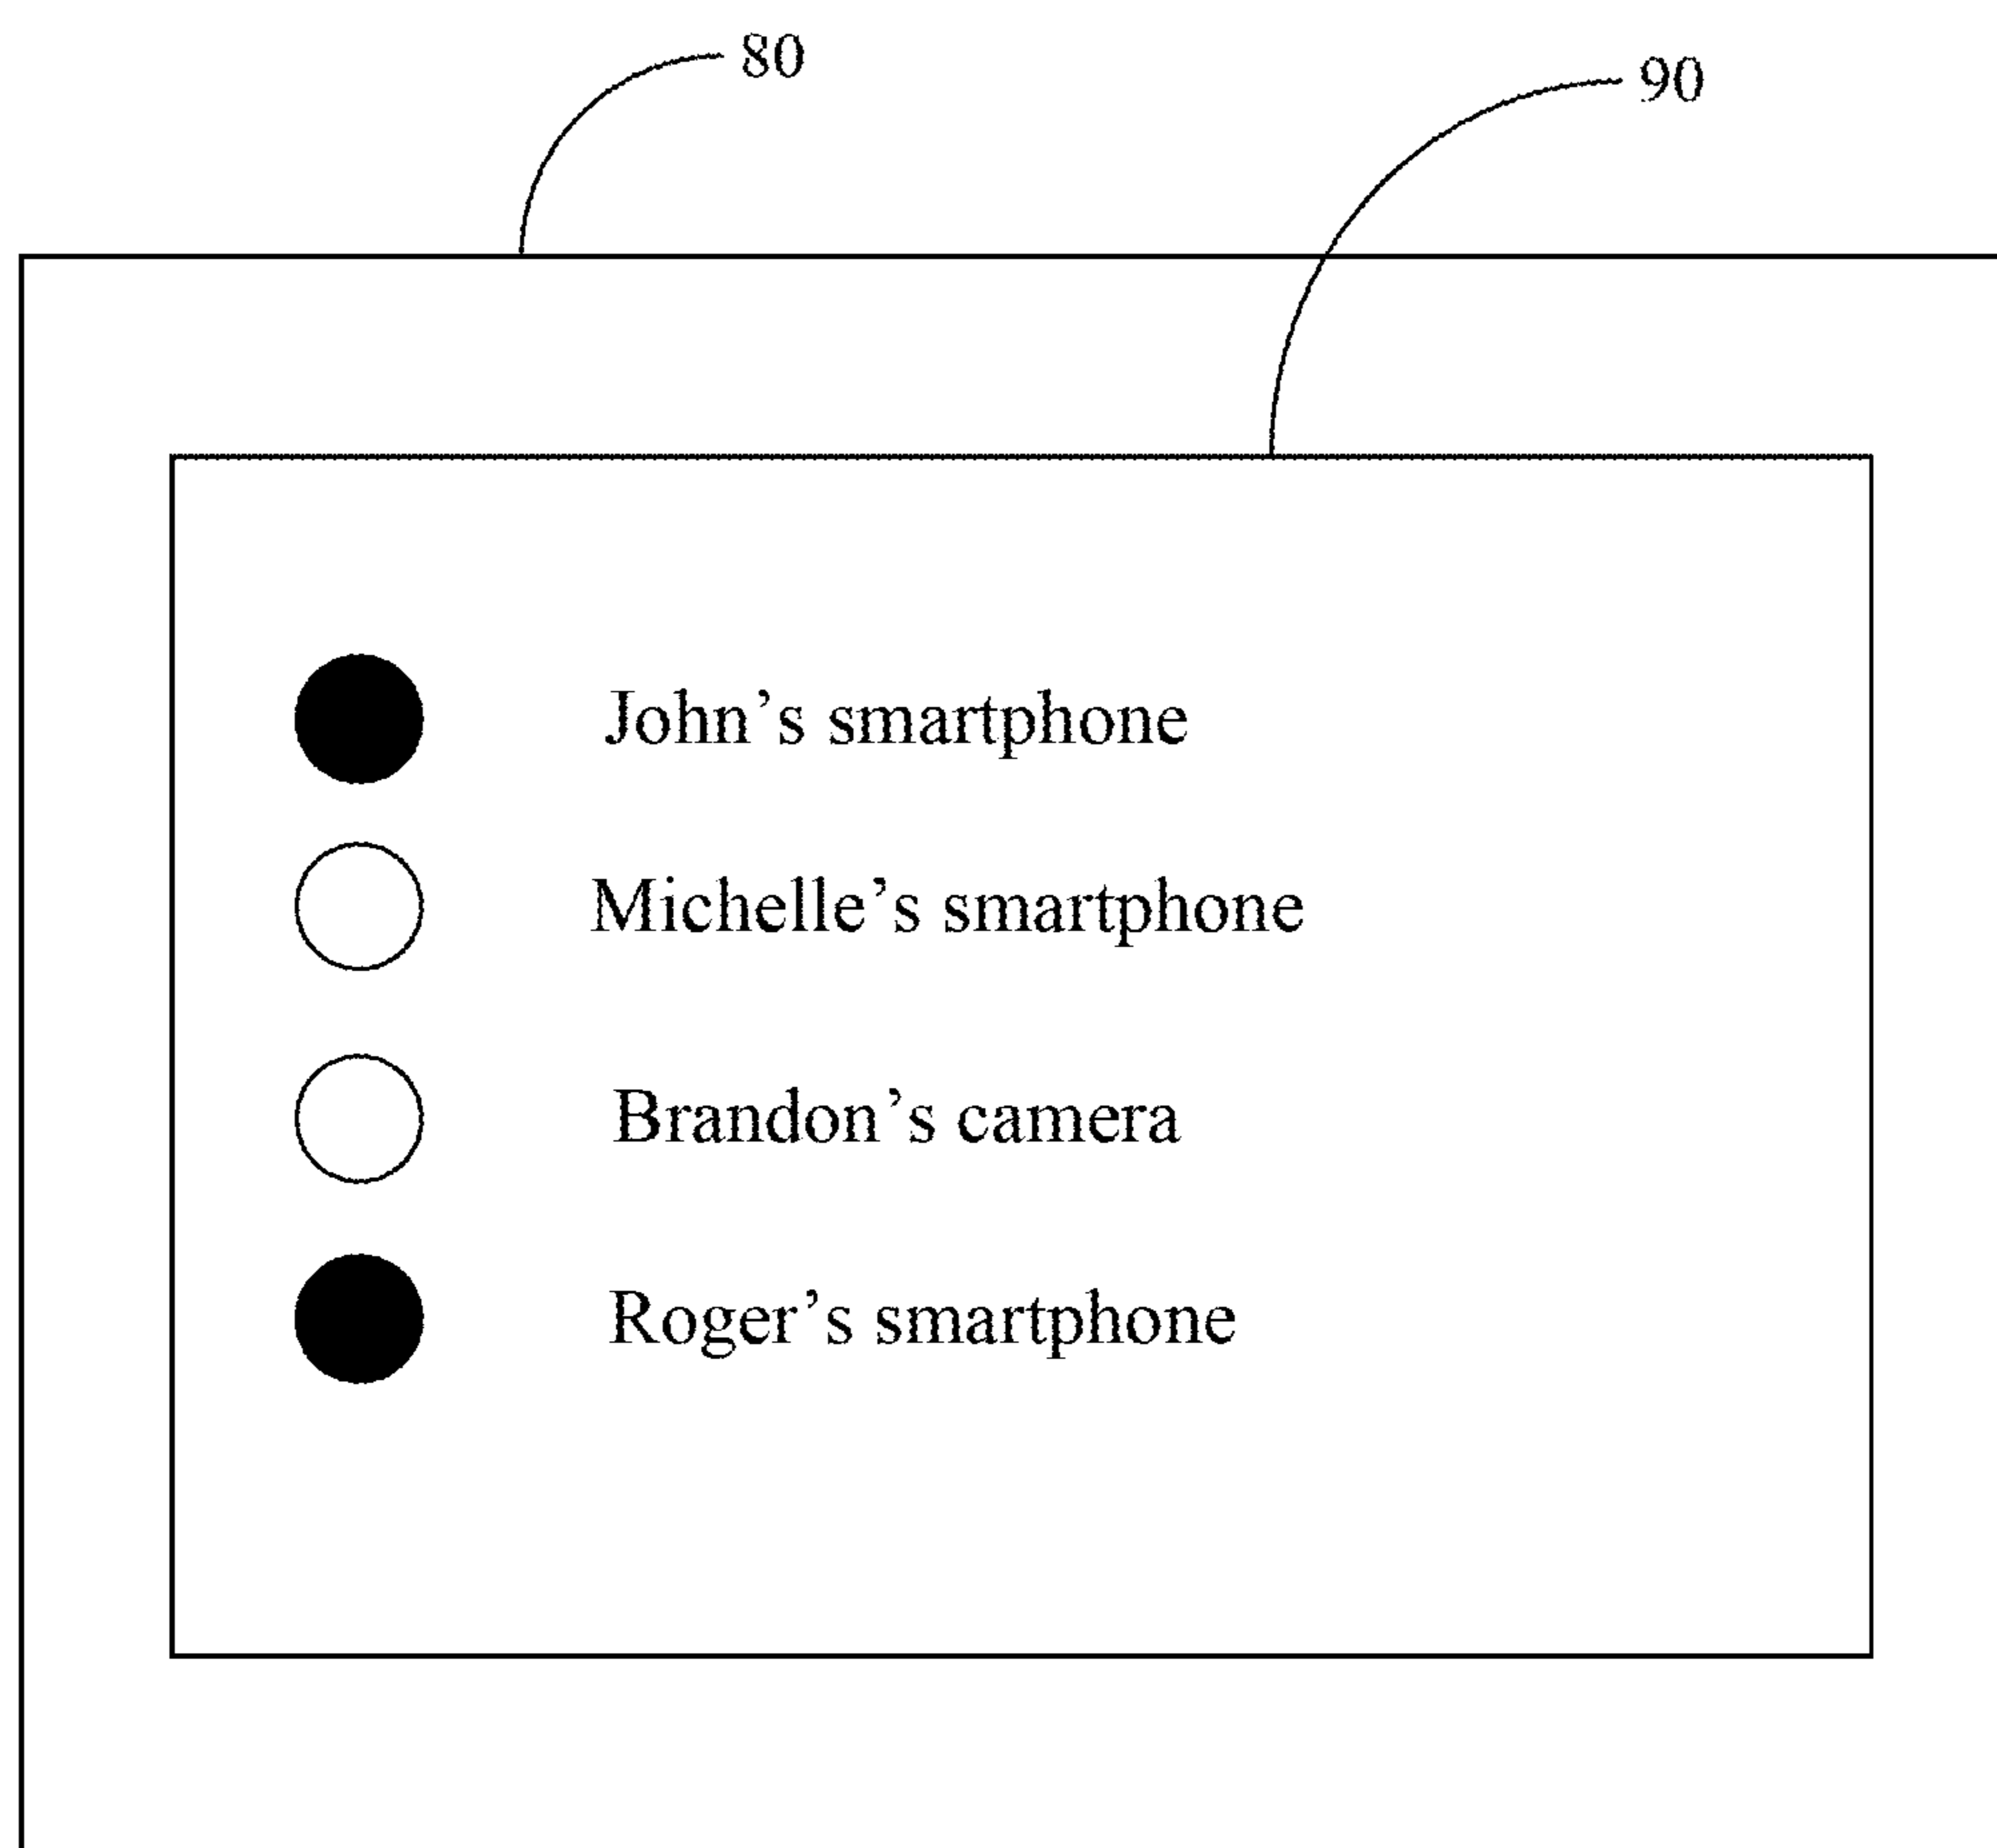 80
90
John’s smartphone
Michelle’s smartphone
Brandon’s camera
Roger’s smartphone